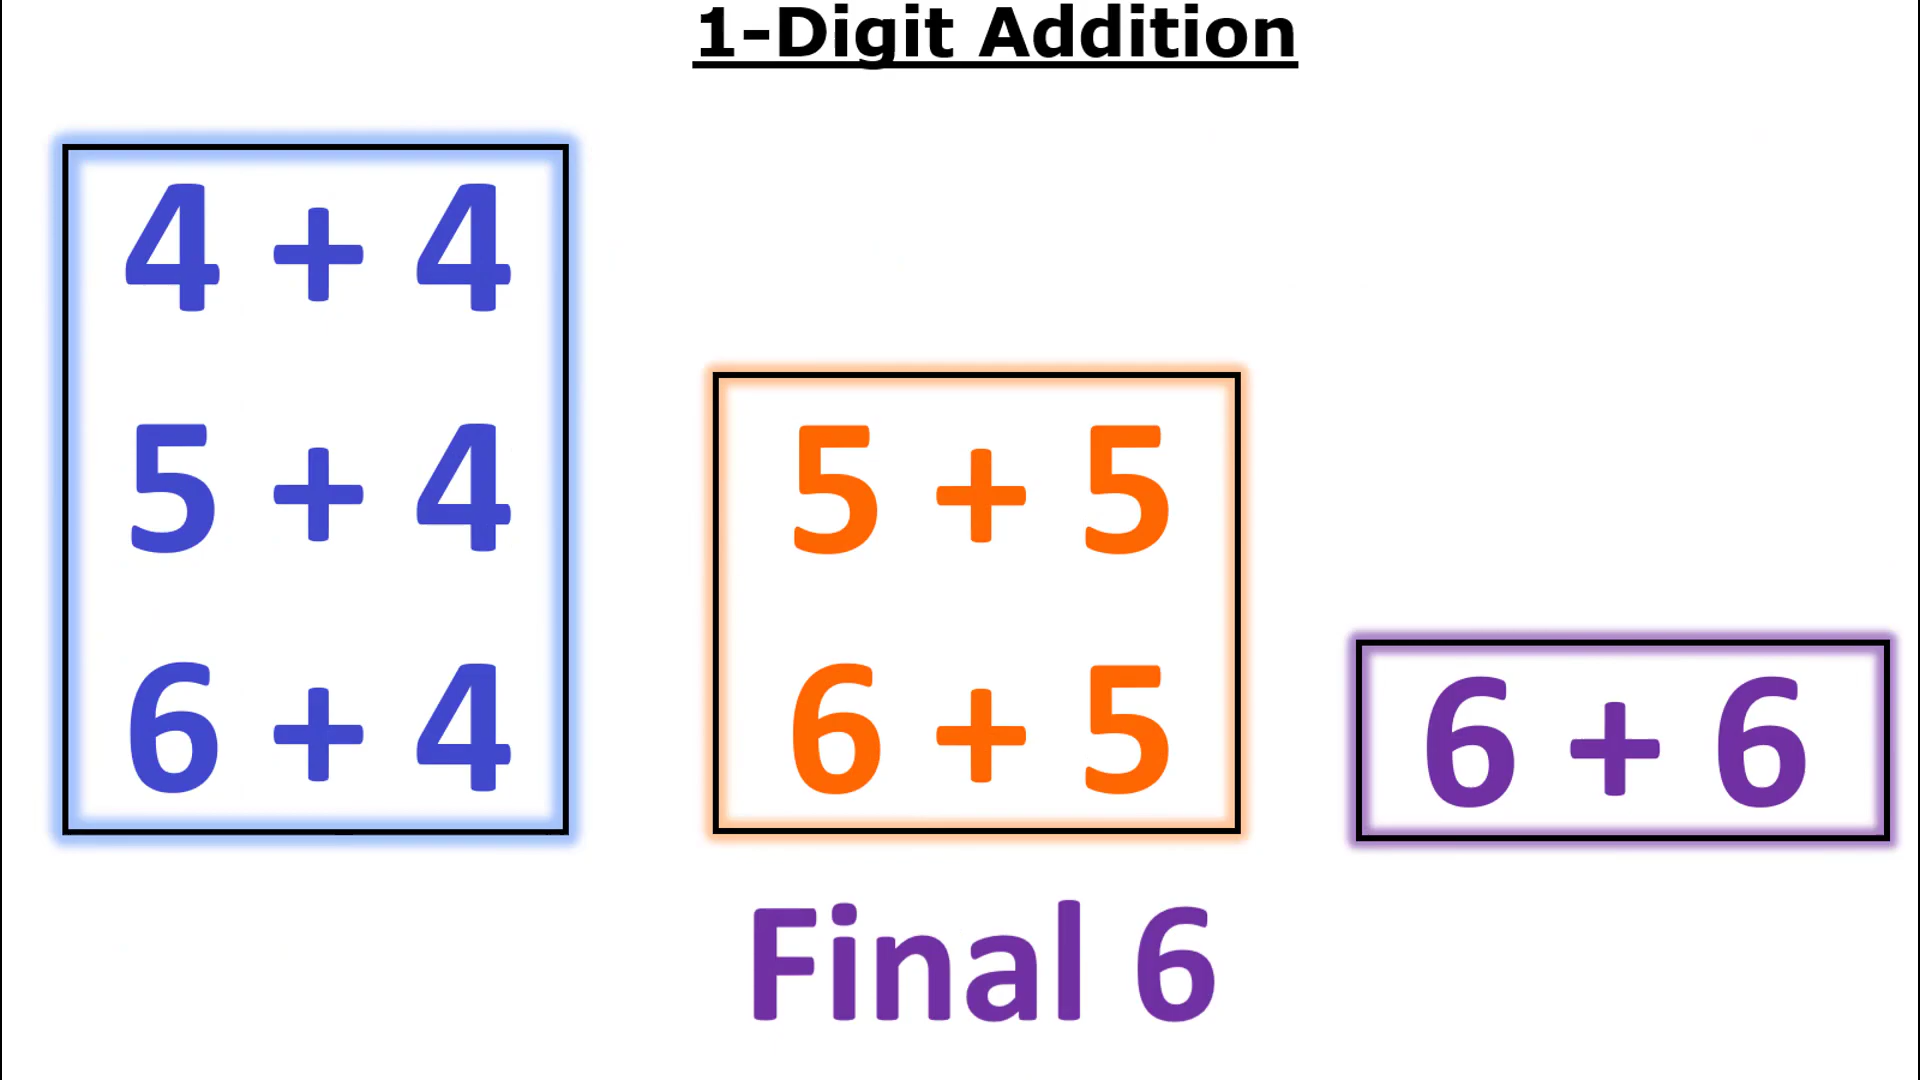 1-Digit Addition
4 + 4
5 + 4
6 + 4
5 + 5
6 + 5
6 + 6
Final 6